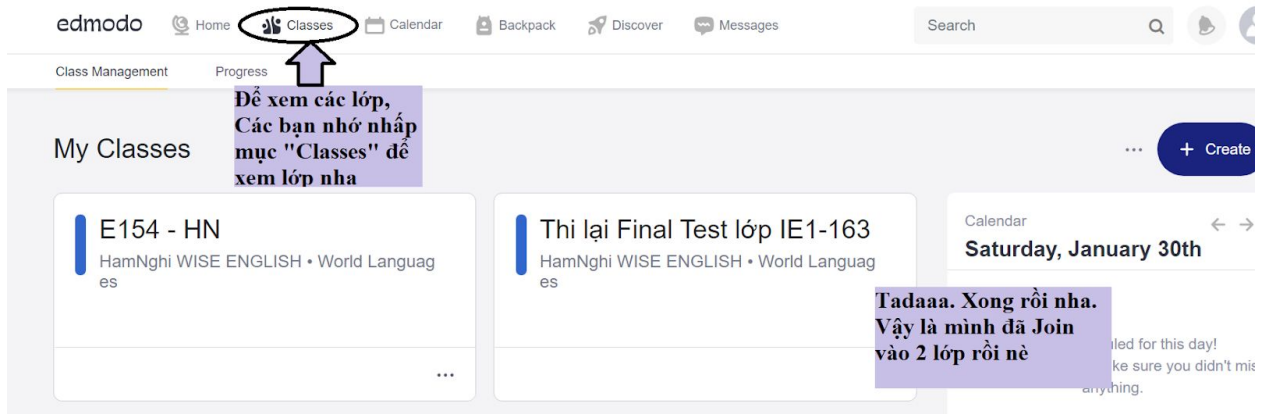 edmodo Home Classes Calendar Backpack Discover Messages Search
Class Management Progress
Để xem các lớp,
Các bạn nhớ nhấp
mục "Classes" để
xem lớp nha
My Classes
+ Create
E154 - HN
HamNghi WISE ENGLISH • World Languag
es
Thi lại Final Test lớp IE1-163
HamNghi WISE ENGLISH • World Languag
es
Calendar
Saturday, January 30th
Tadaaa. Xong rồi nha.
Vậy là mình đã Join
vào 2 lớp rồi nè
for this day!
sure you didn't
anything.